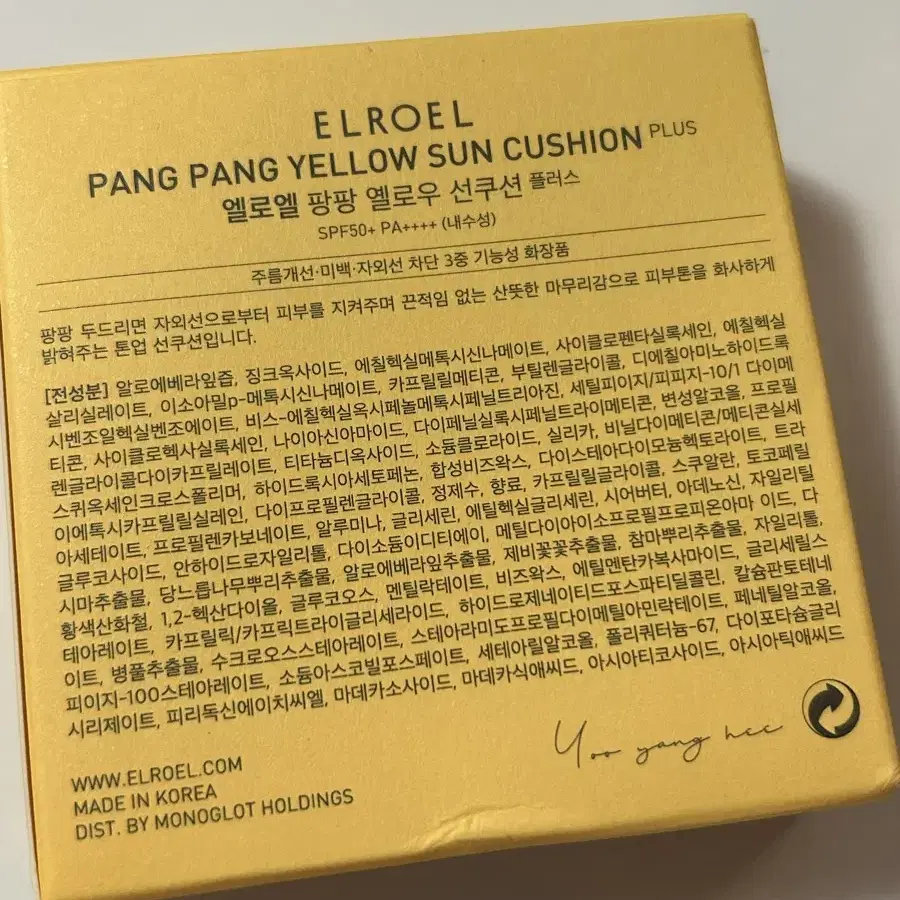 ELROEL
PANG PANG YELLOW SUN CUSHION PLUS
엘로엘 팡팡 옐로우 선쿠션 플러스
SPF50+ PA++++ (내수성)
주름개선·미백·자외선 차단 3중 기능성 화장품
팡팡 두드리면 자외선으로부터 피부를 지켜주며 끈적임 없는 산뜻한 마무리감으로 피부톤을 화사하게
밝혀주는 톤업 선쿠션입니다.
[전성분] 알로에베라잎즙, 징크옥사이드, 에칠헥실메톡시신나메이트, 사이클로펜타실록세인, 에칠헥실
살리실레이트, 이소아밀p-메톡시신나메이트, 카프릴릴메티콘, 부틸렌글라이콜, 디에칠아미노하이드록
시벤조일헥실벤조에이트, 비스-에칠헥실옥시페놀메톡시페닐트리아진, 세틸피이지/피피지-10/1 다이메
티콘, 사이클로헥사실록세인, 나이아신아마이드, 다이페닐실록시페닐트라이메티콘, 변성알코올, 프로필
렌글라이콜다이카프릴레이트, 티타늄디옥사이드, 소듐클로라이드, 실리카, 비닐다이메티콘/메티콘실세
스퀴옥세인크로스폴리머, 하이드록시아세토페논, 합성비즈왁스, 다이스테아다이모늄헥토라이트, 트라
이에톡시카프릴릴실레인, 다이프로필렌글라이콜, 정제수, 향료, 카프릴릴글라이콜, 스쿠알란, 토코페릴
아세테이트, 프로필렌카보네이트, 알루미나, 글리세린, 에틸헥실글리세린, 시어버터, 아데노신, 자일리틸
글루코사이드, 안하이드로자일리톨, 다이소듐이디티에이, 메틸다이아이소프로필프로피온아마 이드, 다
시마추출물, 당느릅나무뿌리추출물, 알로에베라잎추출물, 제비꽃꽃추출물, 참마뿌리추출물, 자일리톨,
황색산화철, 1,2-헥산다이올, 글루코오스, 멘틸락테이트, 비즈왁스, 에틸멘탄카복사마이드, 글리세릴스
테아레이트, 카프릴릭/카프릭트라이글리세라이드, 하이드로제네이티드포스파티딜콜린, 칼슘판토테네
이트, 병풀추출물, 수크로오스스테아레이트, 스테아라미도프로필다이메틸아민락테이트, 페네틸알코올,
피이지-100스테아레이트, 소듐아스코빌포스페이트, 세테아릴알코올, 폴리쿼터늄-67, 다이포타슘글리
시리제이트, 피리독신에이치씨엘, 마데카소사이드, 마데카식애씨드, 아시아티코사이드, 아시아틱애씨드
Yoo yang hee
WWW.ELROEL.COM
MADE IN KOREA
DIST. BY MONOGLOT HOLDINGS